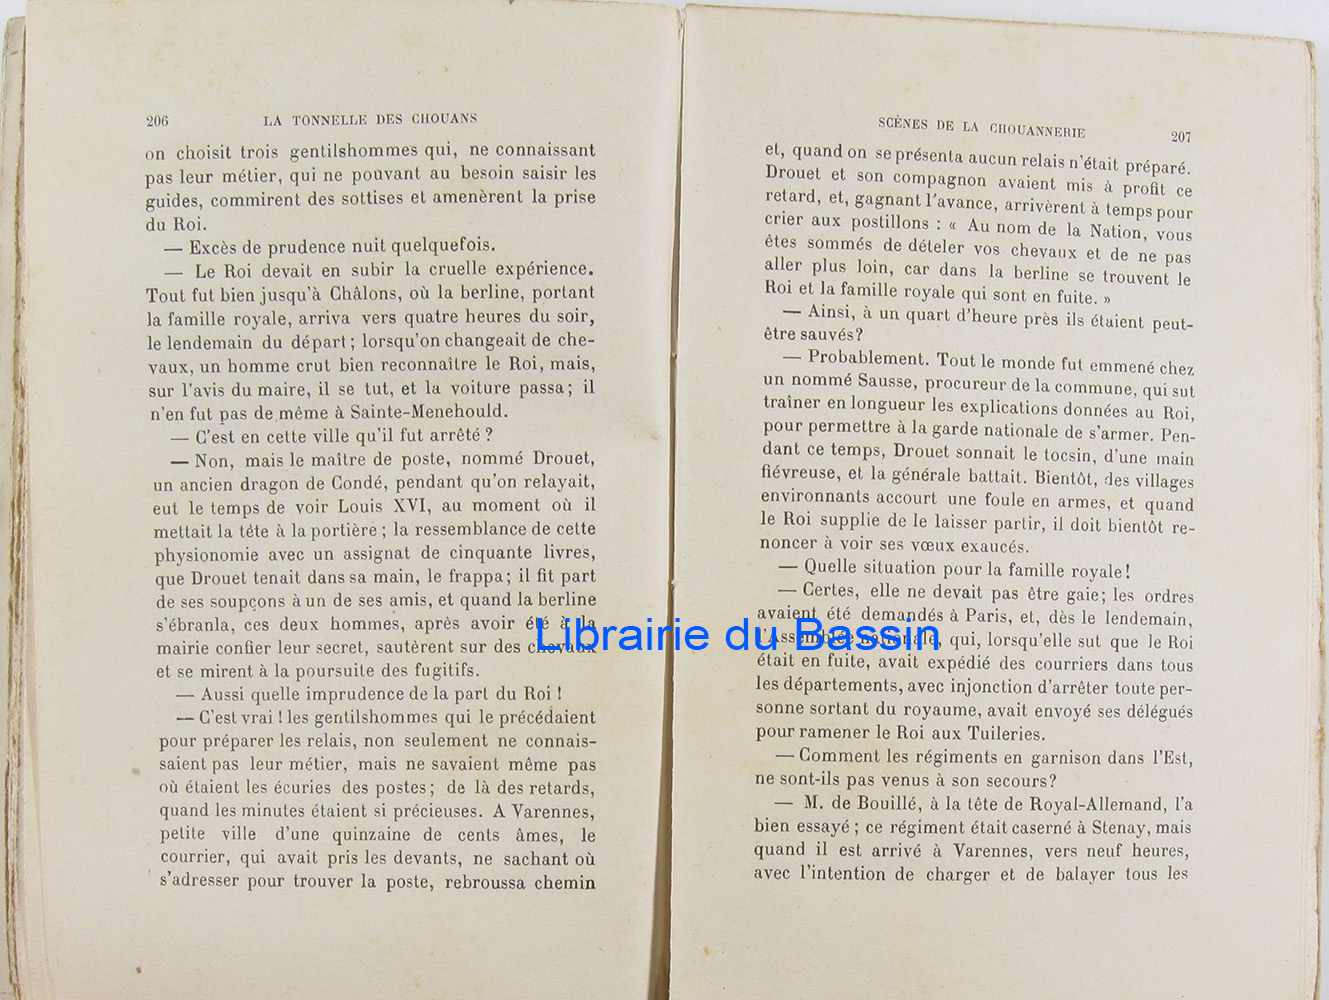 206 LA TONNELLE DES CHOUANS
on choisit trois gentilshommes qui, ne connaissant
pas leur métier, qui ne pouvant au besoin saisir les
guides, commirent des sottises et amenèrent la prise
du Roi.
— Excès de prudence nuit quelquefois.
— Le Roi devait en subir la cruelle expérience.
Tout fut bien jusqu'à Châlons, où la berline, portant
la famille royale, arriva vers quatre heures du soir,
le lendemain du départ ; lorsqu'on changeait de che-
vaux, un homme crut bien reconnaître le Roi, mais,
sur l'avis du maire, il se tut, et la voiture passa ; il
n'en fut pas de même à Sainte-Menehould.
— C'est en cette ville qu'il fut arrêté ?
— Non, mais le maître de poste, nommé Drouet,
un ancien dragon de Condé, pendant qu'on relayait,
eut le temps de voir Louis XVI, au moment où il
mettait la tête à la portière ; la ressemblance de cette
physionomie avec un assignat de cinquante livres,
que Drouet tenait dans sa main, le frappa ; il fit part
de ses soupçons à un de ses amis, et quand la berline
s'ébranla, ces deux hommes, après avoir été à la
mairie confier leur secret, sautèrent sur des chevaux
et se mirent à la poursuite des fugitifs.
— Aussi quelle imprudence de la part du Roi !
— C'est vrai ! les gentilshommes qui le précédaient
pour préparer les relais, non seulement ne connais-
saient pas leur métier, mais ne savaient même pas
où étaient les écuries des postes ; de là des retards,
quand les minutes étaient si précieuses. A Varennes,
petite ville d'une quinzaine de cents âmes, le
courrier, qui avait pris les devants, ne sachant où
s'adresser pour trouver la poste, rebroussa chemin
SCÈNES DE LA CHOUANNERIE 207
et, quand on se présenta aucun relais n'était préparé.
Drouet et son compagnon avaient mis à profit ce
retard, et, gagnant l'avance, arrivèrent à temps pour
crier aux postillons : « Au nom de la Nation, vous
êtes sommés de dételer vos chevaux et de ne pas
aller plus loin, car dans la berline se trouvent le
Roi et la famille royale qui sont en fuite. »
— Ainsi, à un quart d'heure près ils étaient peut-
être sauvés ?
— Probablement. Tout le monde fut emmené chez
un nommé Sausse, procureur de la commune, qui sut
traîner en longueur les explications données au Roi,
pour permettre à la garde nationale de s'armer. Pen-
dant ce temps, Drouet sonnait le tocsin, d'une main
fiévreuse, et la générale battait. Bientôt, des villages
environnants accourt une foule en armes, et quand
le Roi supplie de le laisser partir, il doit bientôt re-
noncer à voir ses vœux exaucés.
— Quelle situation pour la famille royale !
— Certes, elle ne devait pas être gaie ; les ordres
avaient été demandés à Paris, et, dès le lendemain,
l'Assemblée nationale, qui, lorsqu'elle sut que le Roi
était en fuite, avait expédié des courriers dans tous
les départements, avec injonction d'arrêter toute per-
sonne sortant du royaume, avait envoyé ses délégués
pour ramener le Roi aux Tuileries.
— Comment les régiments en garnison dans l'Est,
ne sont-ils pas venus à son secours ?
— M. de Bouillé, à la tête de Royal-Allemand, l'a
bien essayé ; ce régiment était caserné à Stenay, mais
quand il est arrivé à Varennes, vers neuf heures,
avec l'intention de charger et de balayer tous les
Librairie du Bassin